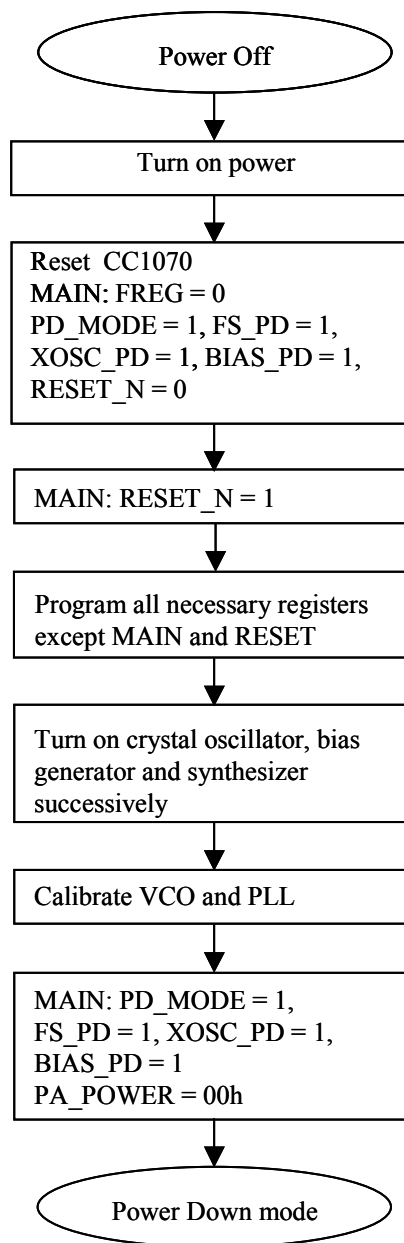 Power Off
Turn on power
Reset CC1070
MAIN: FREG = 0
PD_MODE = 1, FS_PD = 1,
XOSC_PD = 1, BIAS_PD = 1,
RESET_N = 0
MAIN: RESET_N = 1
Program all necessary registers
except MAIN and RESET
Turn on crystal oscillator, bias
generator and synthesizer
successively
Calibrate VCO and PLL
MAIN: PD_MODE = 1,
FS_PD = 1, XOSC_PD = 1,
BIAS_PD = 1
PA_POWER = 00h
Power Down mode